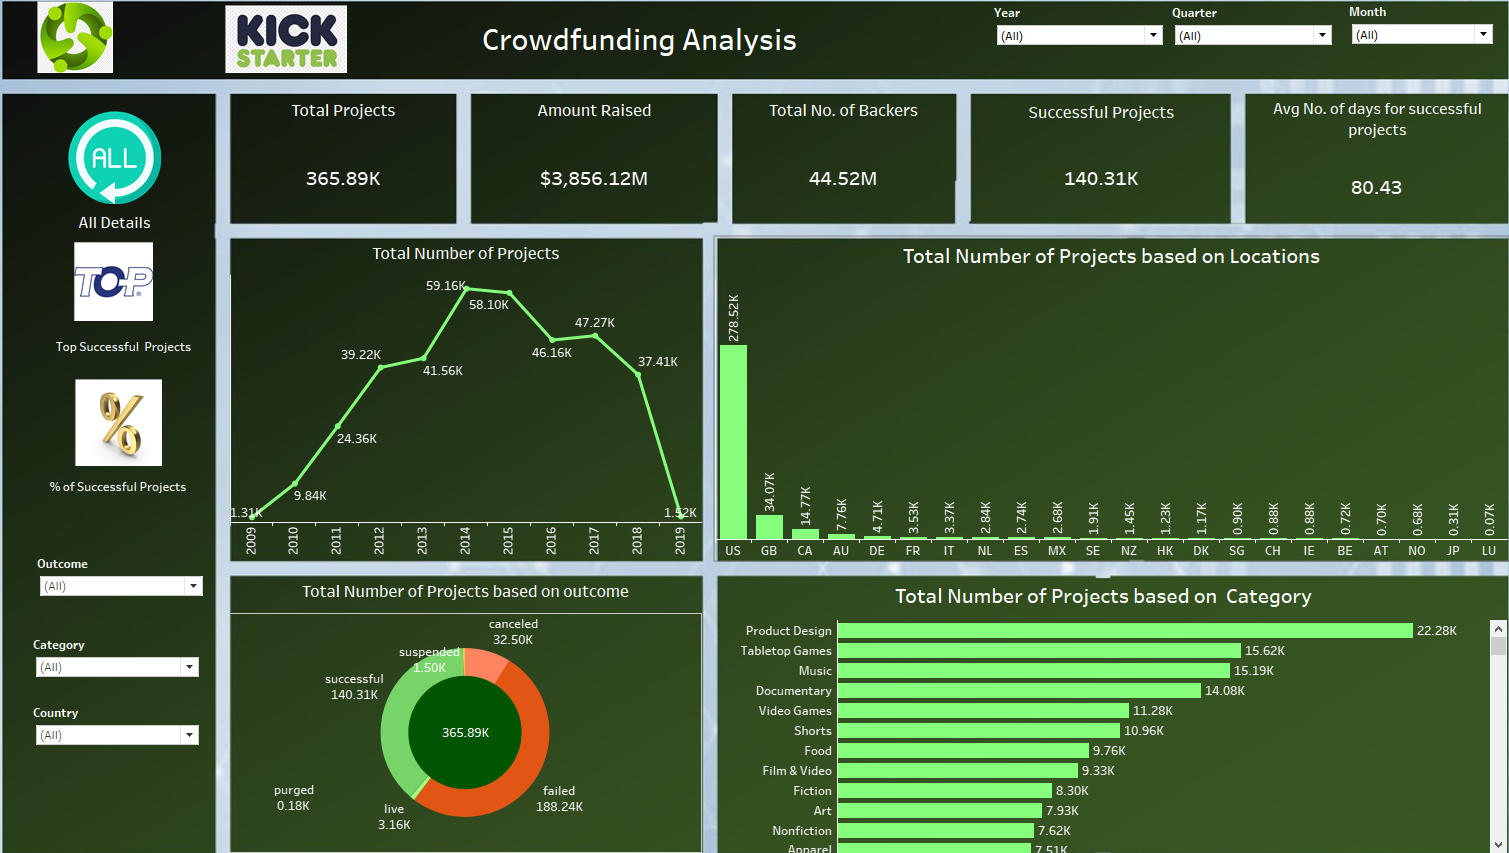 KICK
STARTER
Crowdfunding Analysis
Year
(All)
Quarter
(All)
Month
(All)
ALL
All Details
TOP
Top Successful  Projects
%
% of Successful Projects
Outcome
(All)
Category
(All)
Country
(All)
Total Projects
365.89K
Amount Raised
$3,856.12M
Total No. of Backers
44.52M
Successful Projects
140.31K
Avg No. of days for successful
projects
80.43
Total Number of Projects
1.31K
9.84K
24.36K
39.22K
41.56K
59.16K
58.10K
46.16K
47.27K
37.41K
1.52K
2009
2010
2011
2012
2013
2014
2015
2016
2017
2018
2019
Total Number of Projects based on Locations
278.52K
34.07K
14.77K
7.76K
4.71K
3.53K
3.37K
2.84K
2.74K
2.68K
1.91K
1.45K
1.23K
1.17K
0.90K
0.88K
0.88K
0.72K
0.70K
0.68K
0.31K
0.07K
US GB CA AU DE FR IT NL ES MX SE NZ HK DK SG CH IE BE AT NO JP LU
Total Number of Projects based on outcome
canceled
32.50K
suspended
1.50K
successful
140.31K
365.89K
purged
0.18K
live
3.16K
failed
188.24K
Total Number of Projects based on  Category
Product Design 22.28K
Tabletop Games 15.62K
Music 15.19K
Documentary 14.08K
Video Games 11.28K
Shorts 10.96K
Food 9.76K
Film & Video 9.33K
Fiction 8.30K
Art 7.93K
Nonfiction 7.62K
Apparel 7.51K